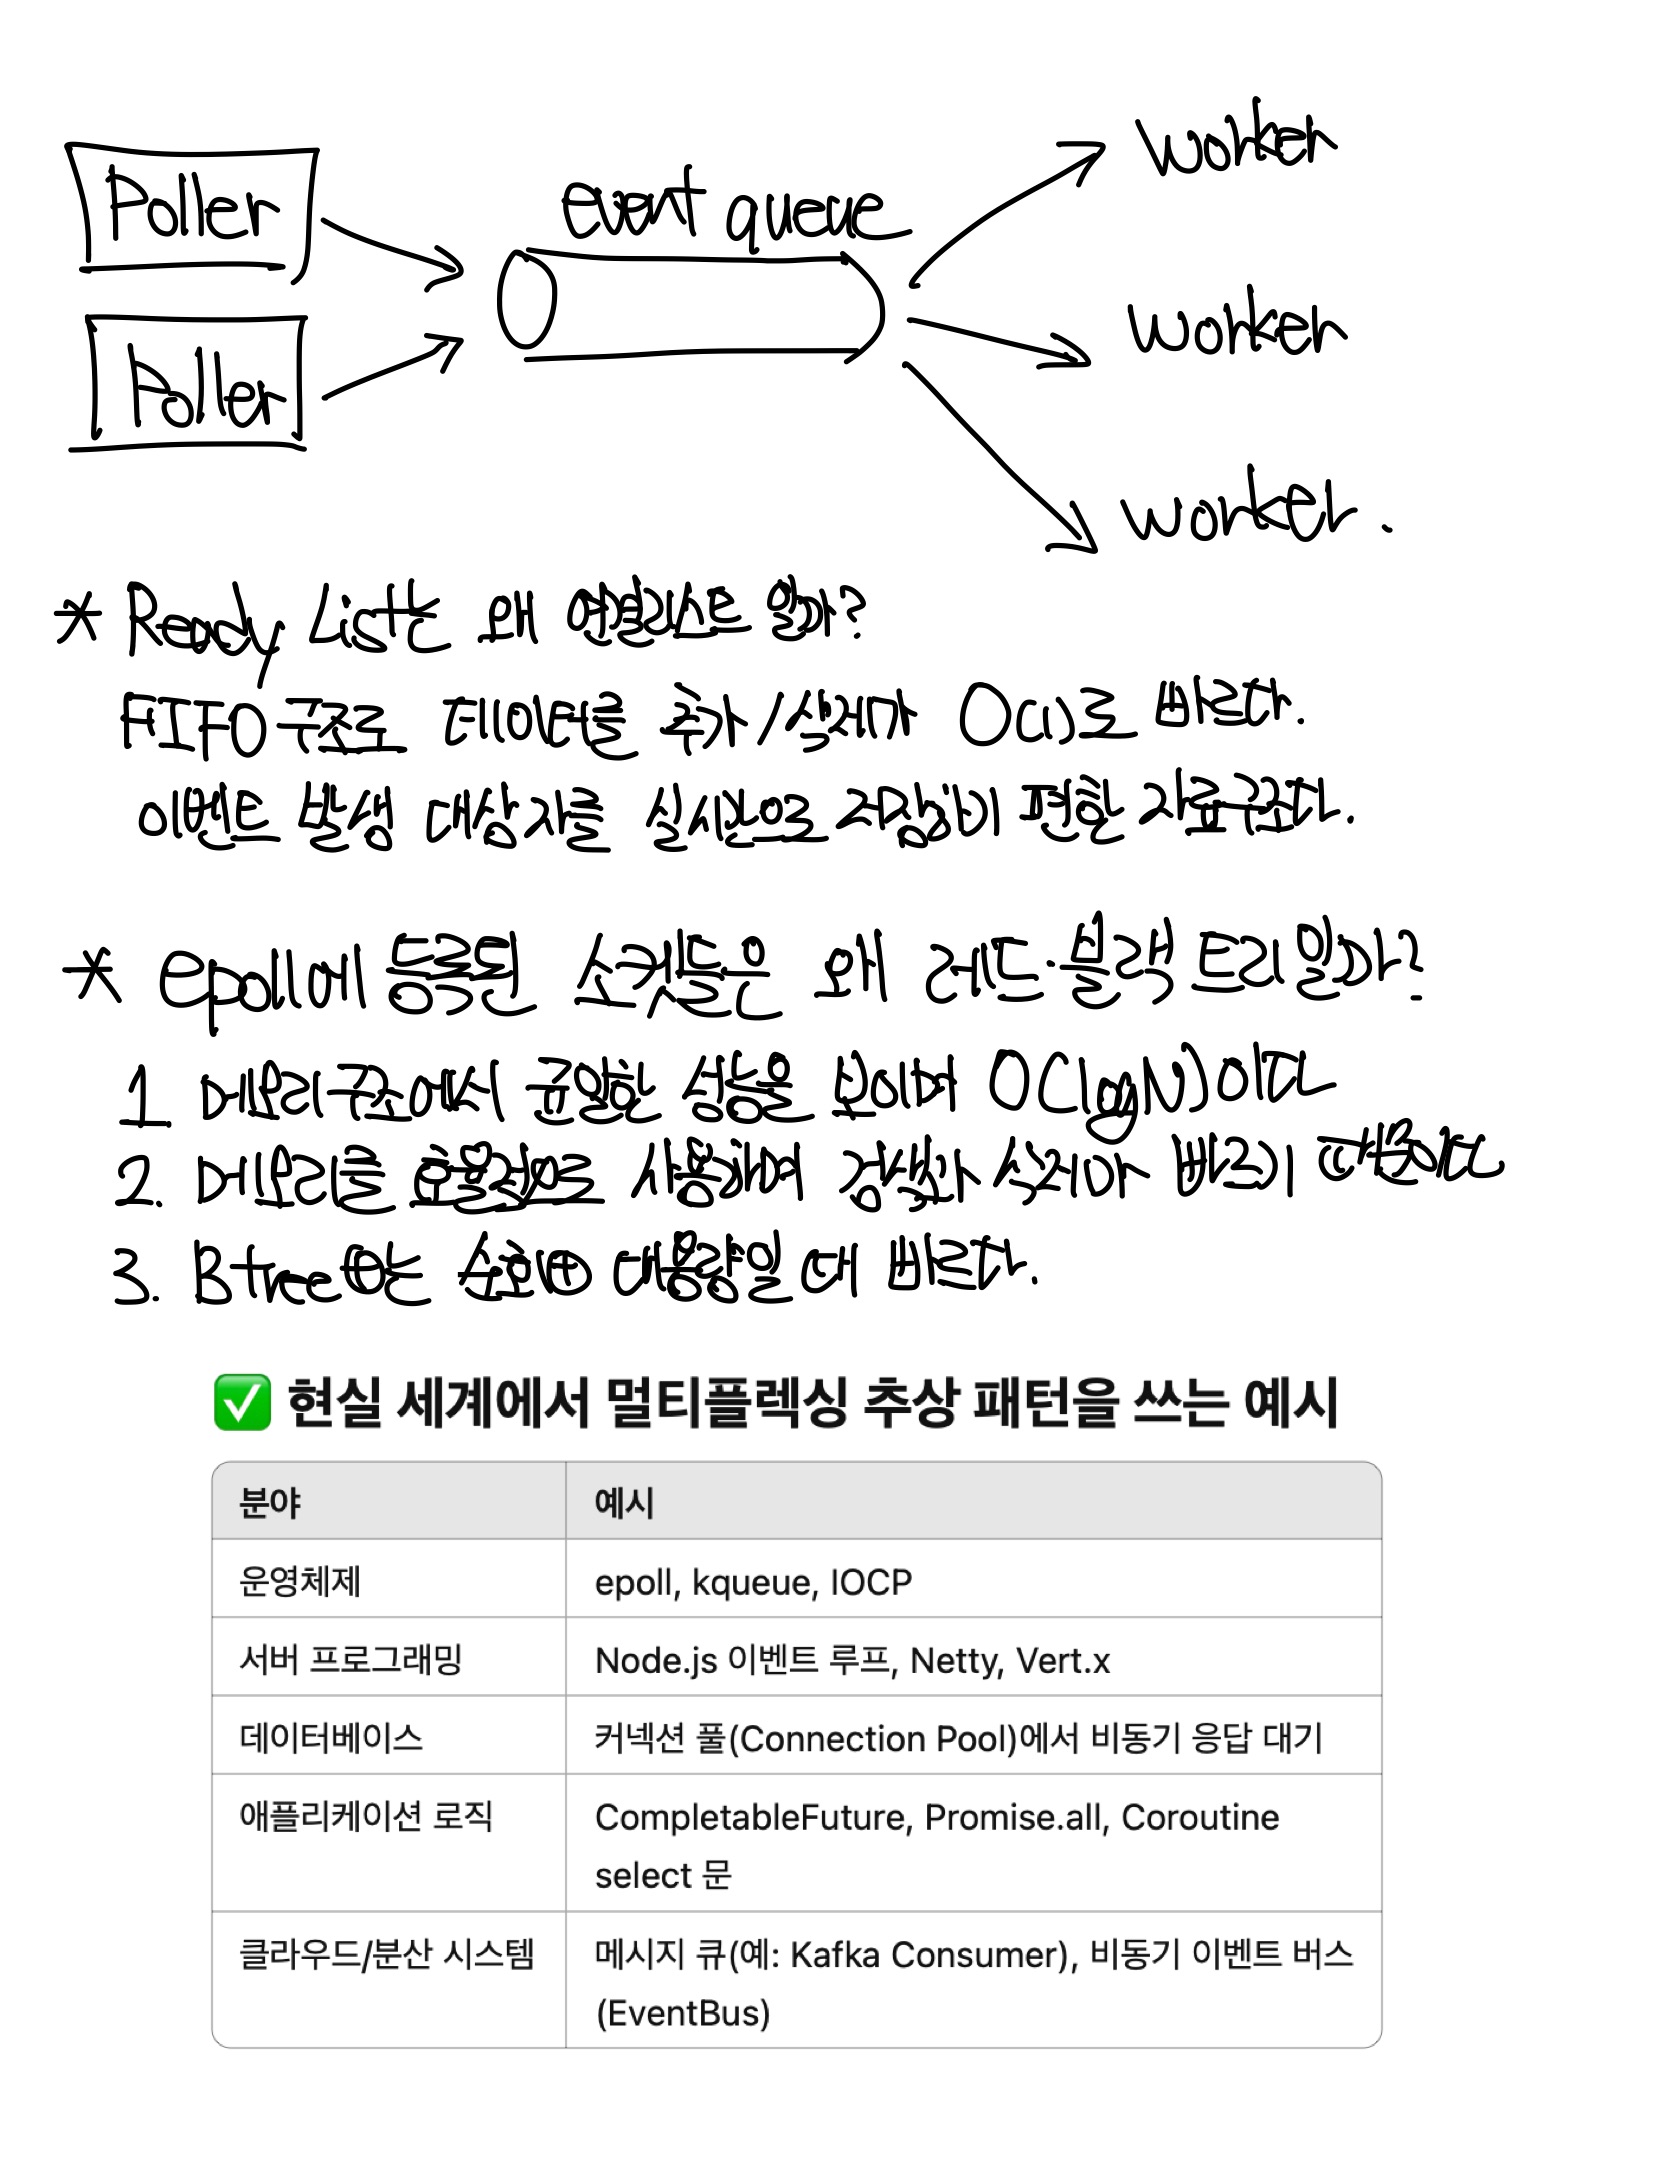 Poller
Poller
event queue
worker
worker
worker.
* Ready List는 왜 연결리스트 일까?
FIFO 구조로 데이터를 추가/삭제가 O(1)로 빠르다.
이벤트 발생 대상자를 실시간으로 저장하기 편한 자료구조다.
* epoll에 등록된 소켓들은 왜 레드·블랙 트리일까?
1 메모리 구조에서 균일한 성능을 보이며 O(logN)이다
2. 메모리를 효율적으로 사용하며 검색과 삭제가 빠르기 때문이다
3. B tree 는 대용량일 때 빠르다.
✅ 현실 세계에서 멀티플렉싱 추상 패턴을 쓰는 예시
분야 예시
운영체제 epoll, kqueue, IOCP
서버 프로그래밍 Node.js 이벤트 루프, Netty, Vert.x
데이터베이스 커넥션 풀(Connection Pool)에서 비동기 응답 대기
애플리케이션 로직 CompletableFuture, Promise.all, Coroutine
select 문
클라우드/분산 시스템 메시지 큐(예: Kafka Consumer), 비동기 이벤트 버스
(EventBus)